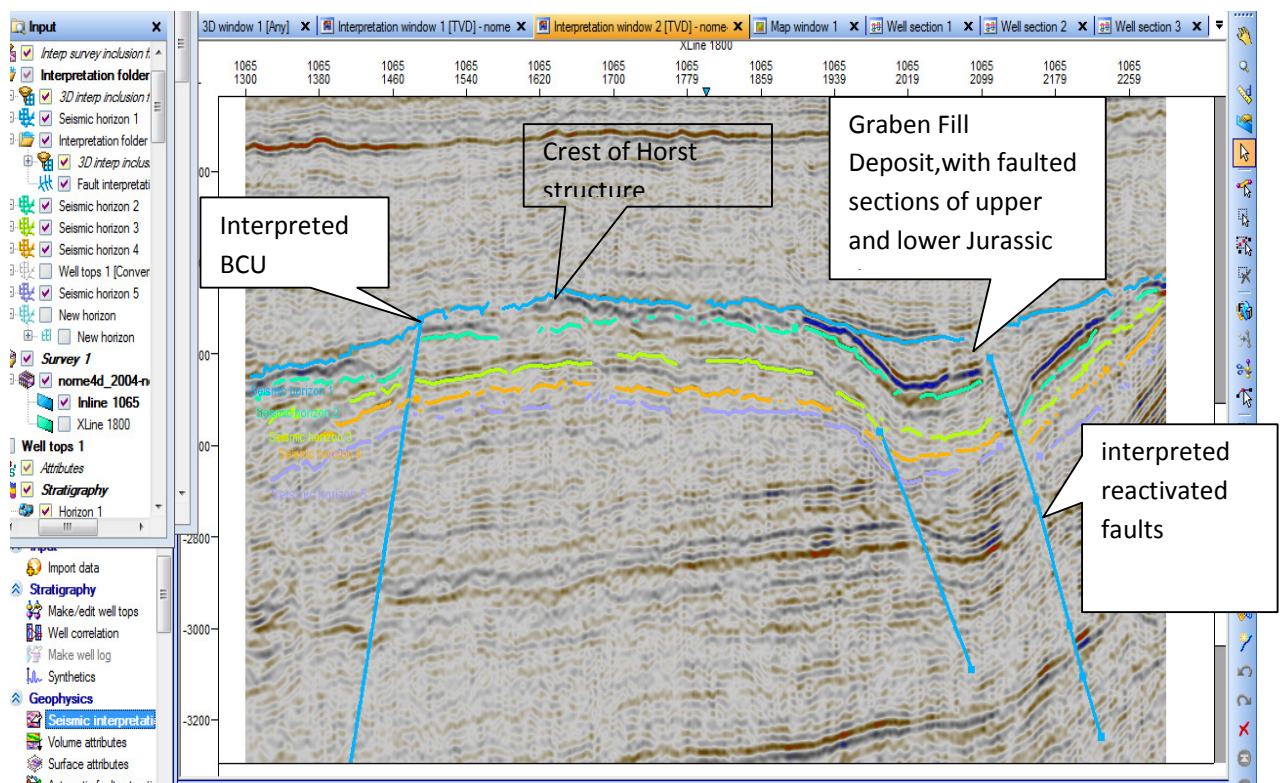 Input
Interp survey inclusion f
Interpretation folder
3D interp inclusion f
Seismic horizon 1
Interpretation folder
3D interp inclus
Fault interpretati
Seismic horizon 2
Seismic horizon 3
Seismic horizon 4
Well tops 1 [Conver
Seismic horizon 5
New horizon
New horizon
Survey 1
Inline 1065
XLine 1800
Well tops 1
Attributes
Stratigraphy
Horizon 1
Input
Import data
Stratigraphy
Make/edit well tops
Well correlation
Make well log
Synthetics
Geophysics
Seismic interpretati
Volume attributes
Surface attributes
3D window 1 [Any]
Interpretation window 1 [TVD] - nome
Interpretation window 2 [TVD] - nome-
Map window 1
Well section 1
Well section 2
Well section 3
XLine 1800
1065 1065 1065 1065 1065 1065 1065 1065 1065 1065 1065 1065 1065
1300 1380 1460 1540 1620 1700 1779 1859 1939 2019 2099 2179 2259
Crest of Horst
structure
Graben Fill
Deposit,with faulted
sections of upper
and lower Jurassic
Interpreted
BCU
Seismic horizon 1
Seismic horizon 2
Seismic horizon 3
interpreted
reactivated
faults
-2800
-3000
-3200